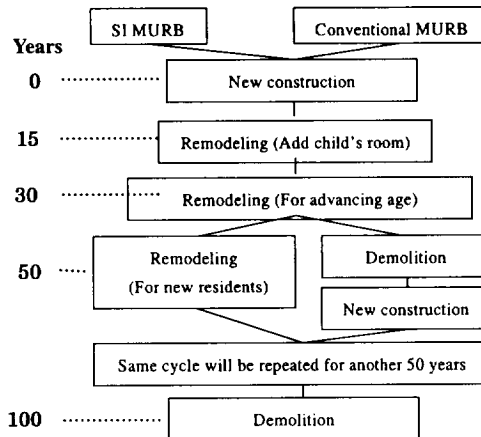 SI MURB
Conventional MURB
Years
0 ............... New construction
15 ............... Remodeling (Add child's room)
30 ............... Remodeling (For advancing age)
50 ......
Remodeling
(For new residents)
Demolition
New construction
Same cycle will be repeated for another 50 years
100 ............... Demolition